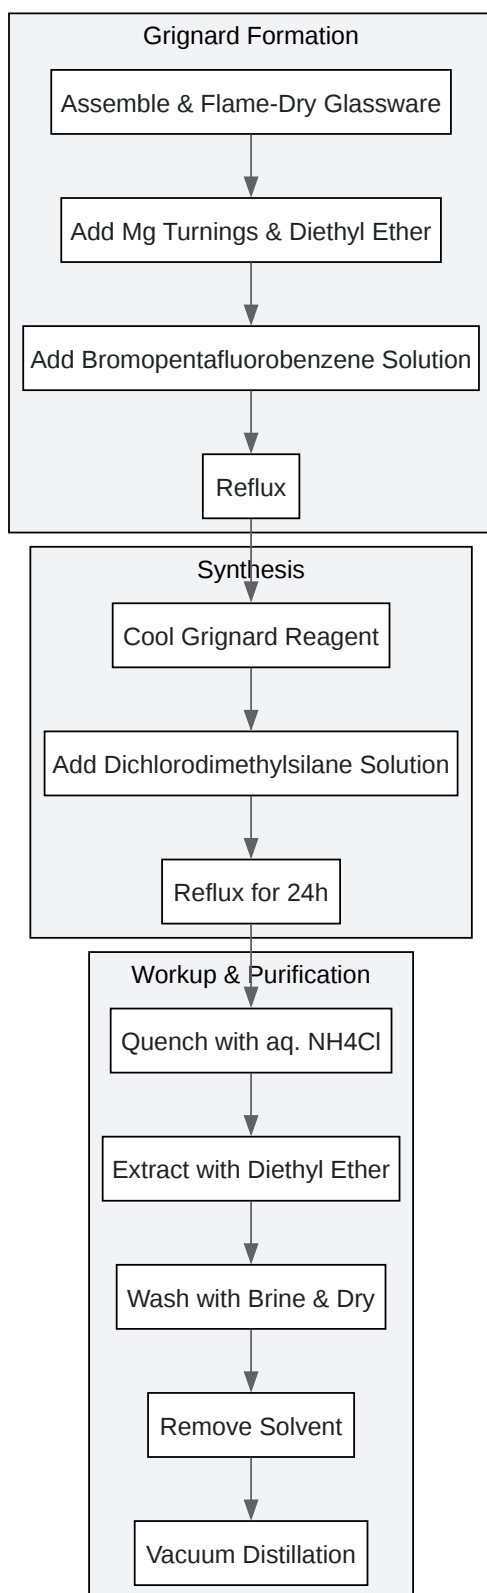 Grignard Formation
Assemble & Flame-Dry Glassware
Add Mg Turnings & Diethyl Ether
Add Bromopentafluorobenzene Solution
Reflux
Synthesis
Cool Grignard Reagent
Add Dichlorodimethylsilane Solution
Reflux for 24h
Workup & Purification
Quench with aq. NH4Cl
Extract with Diethyl Ether
Wash with Brine & Dry
Remove Solvent
Vacuum Distillation